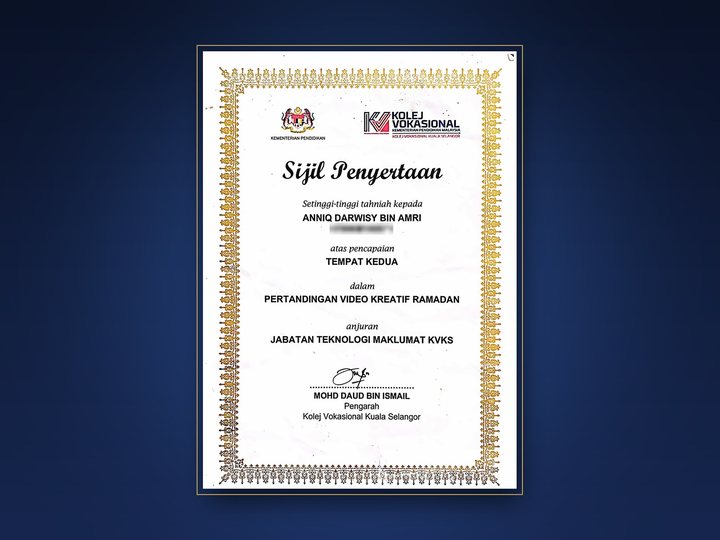 KEMENTERIAN PENDIDIKAN
KOLEJ
VOKASIONAL
KEMENTERIAN PENDIDIKAN MALAYSIA
KOLEJ VOKASIONAL KUALA SELANGOR
Sijil Penyertaan
Setinggi-tinggi tahniah kepada
ANNIQ DARWISY BIN AMRI
atas pencapaian
TEMPAT KEDUA
dalam
PERTANDINGAN VIDEO KREATIF RAMADAN
anjuran
JABATAN TEKNOLOGI MAKLUMAT KVKS
MOHD DAUD BIN ISMAIL
Pengarah
Kolej Vokasional Kuala Selangor